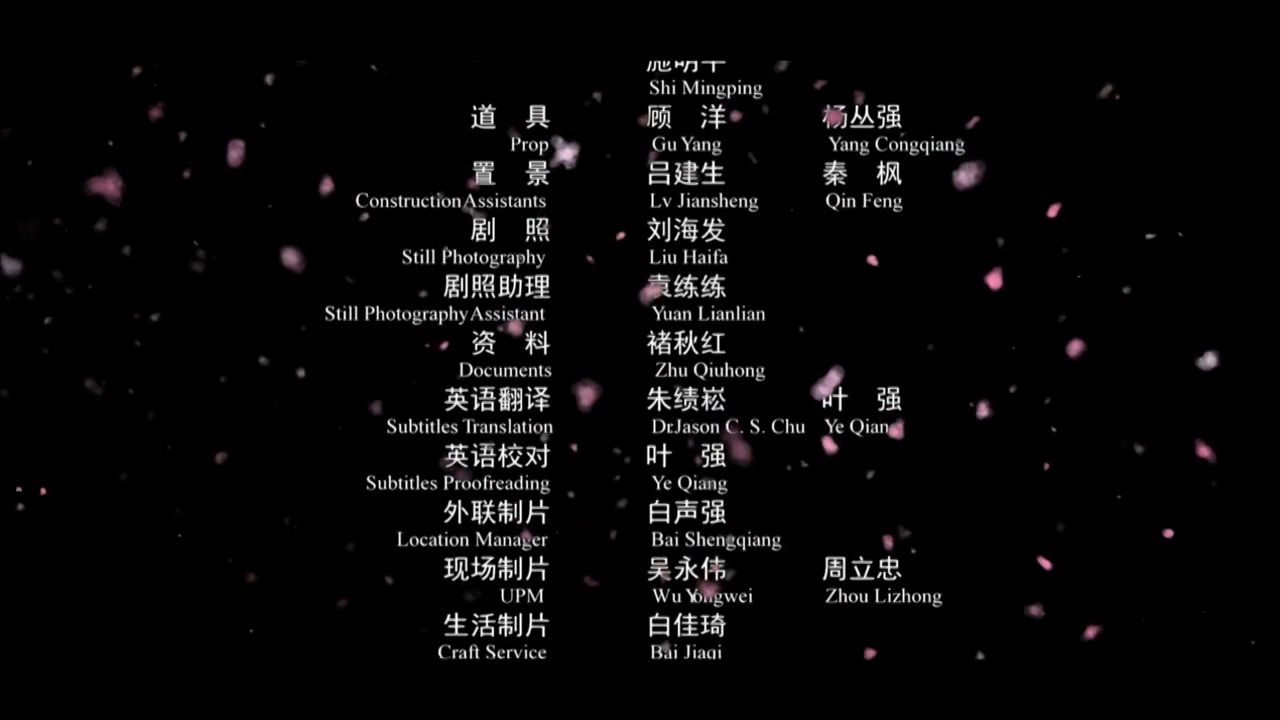 施明平
Shi Mingping
道 具 顾 洋 杨丛强
Prop Gu Yang Yang Congqiang
置 景 吕建生 秦 枫
Construction Assistants Lv Jiansheng Qin Feng
剧 照 刘海发
Still Photography Liu Haifa
剧照助理 袁练练
Still Photography Assistant Yuan Lianlian
资 料 褚秋红
Documents Zhu Qiuhong
英语翻译 朱绩崧 叶 强
Subtitles Translation Dr.Jason C. S. Chu Ye Qiang
英语校对 叶 强
Subtitles Proofreading Ye Qiang
外联制片 白声强
Location Manager Bai Shengqiang
现场制片 吴永伟 周立忠
UPM Wu Yongwei Zhou Lizhong
生活制片 白佳琦
Craft Service Bai Jiaqi